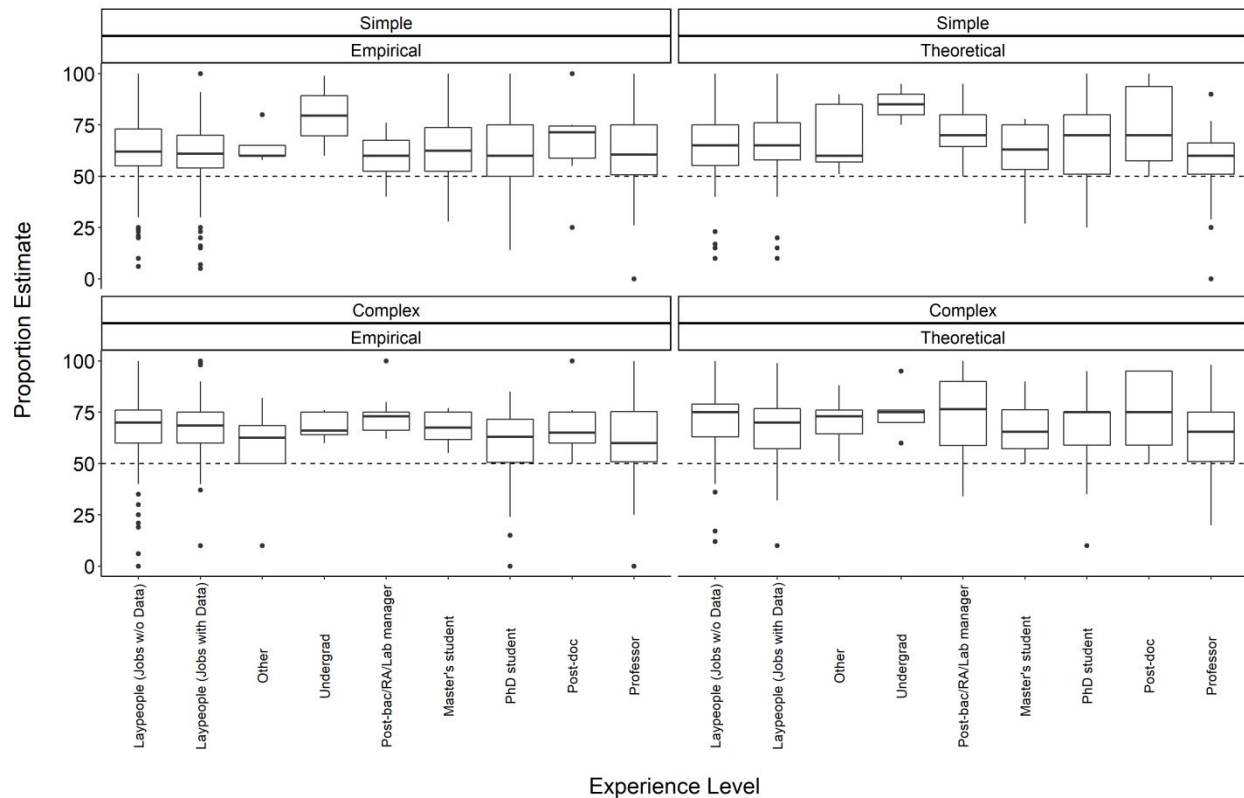 Simple
Simple
Empirical
Theoretical
100
75
50
25
0
Complex
Complex
Empirical
Theoretical
100
75
50
25
0
Proportion Estimate
Laypeople (Jobs w/o Data)
Laypeople (Jobs with Data)
Other
Undergrad
Post-bac/RA/Lab manager
Master's student
PhD student
Post-doc
Professor
Laypeople (Jobs w/o Data)
Laypeople (Jobs with Data)
Other
Undergrad
Post-bac/RA/Lab manager
Master's student
PhD student
Post-doc
Professor
Experience Level